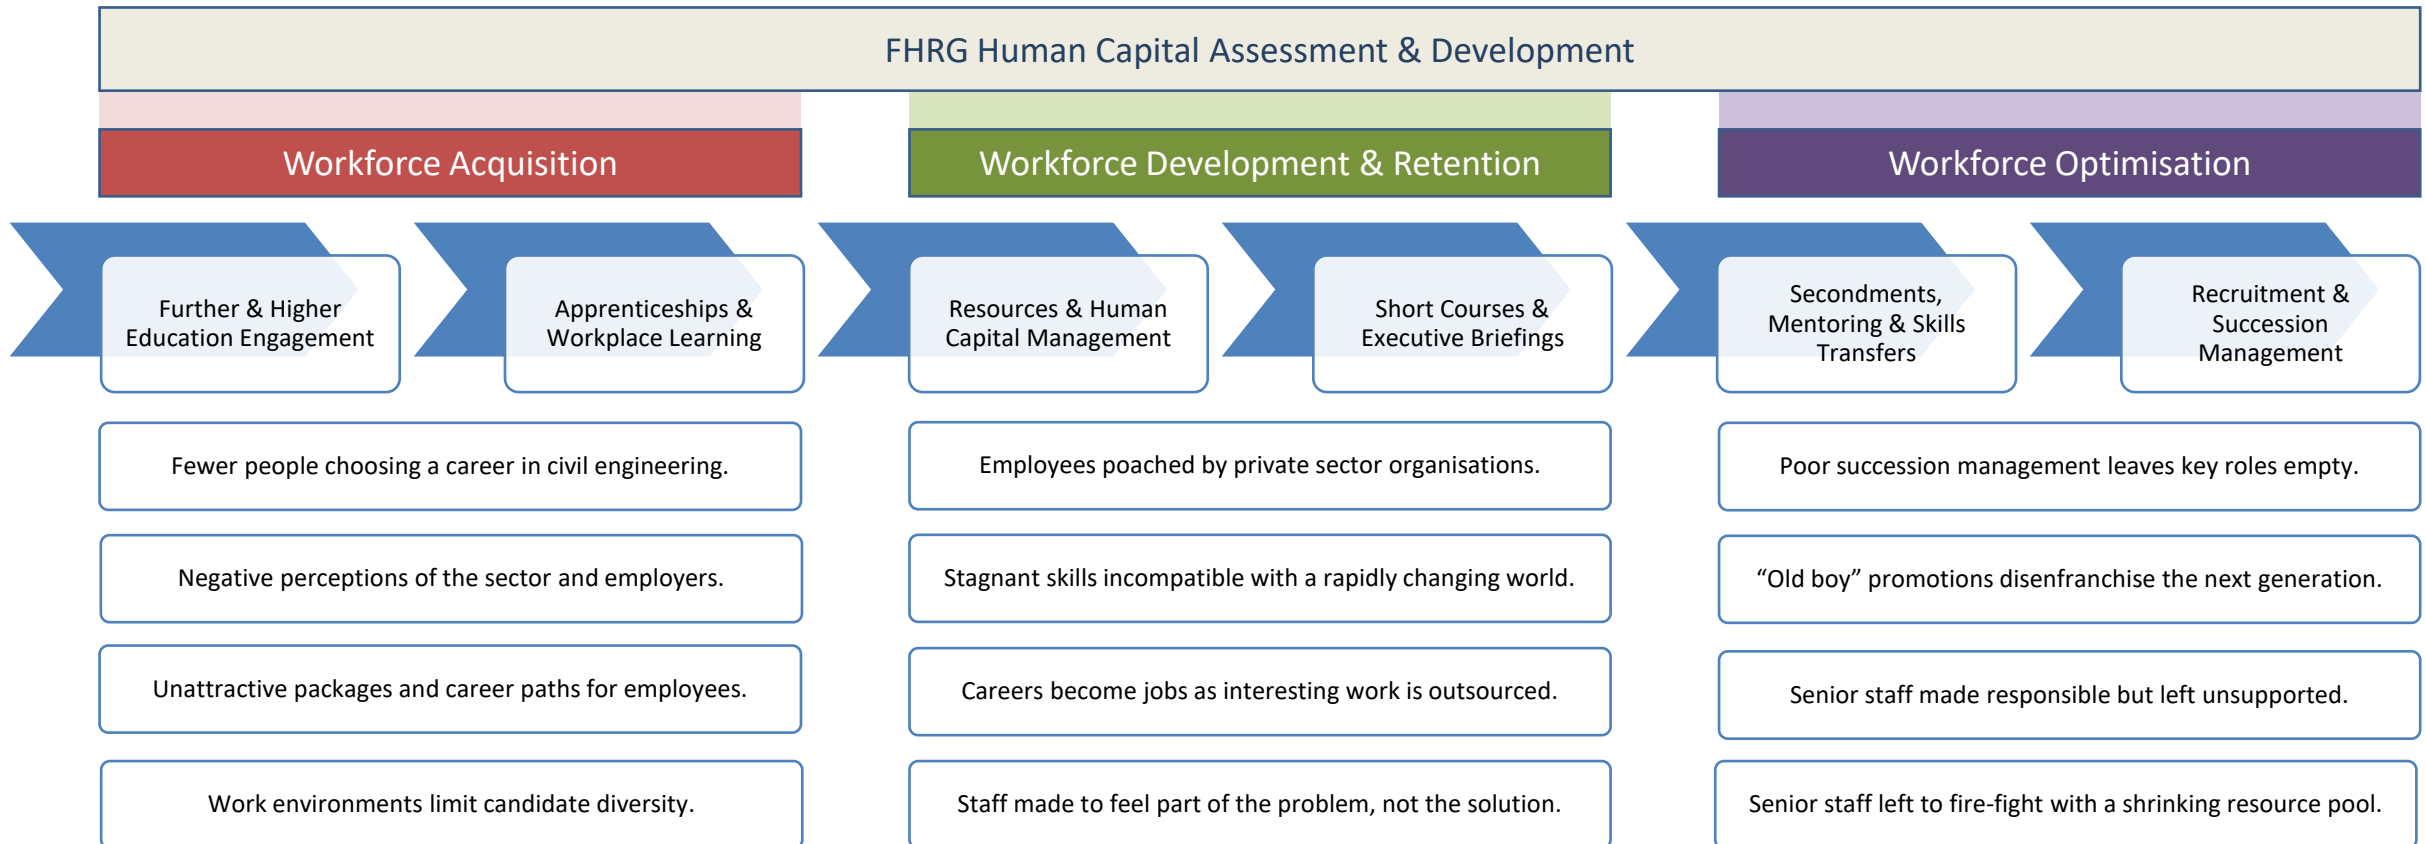 FHRG Human Capital Assessment & Development
Workforce Acquisition
Workforce Development & Retention
Workforce Optimisation
Further & Higher
Education Engagement
Apprenticeships &
Workplace Learning
Resources & Human
Capital Management
Short Courses &
Executive Briefings
Secondments,
Mentoring & Skills
Transfers
Recruitment &
Succession
Management
Fewer people choosing a career in civil engineering.
Employees poached by private sector organisations.
Poor succession management leaves key roles empty.
Negative perceptions of the sector and employers.
Stagnant skills incompatible with a rapidly changing world.
“Old boy” promotions disenfranchise the next generation.
Unattractive packages and career paths for employees.
Careers become jobs as interesting work is outsourced.
Senior staff made responsible but left unsupported.
Work environments limit candidate diversity.
Staff made to feel part of the problem, not the solution.
Senior staff left to fire-fight with a shrinking resource pool.